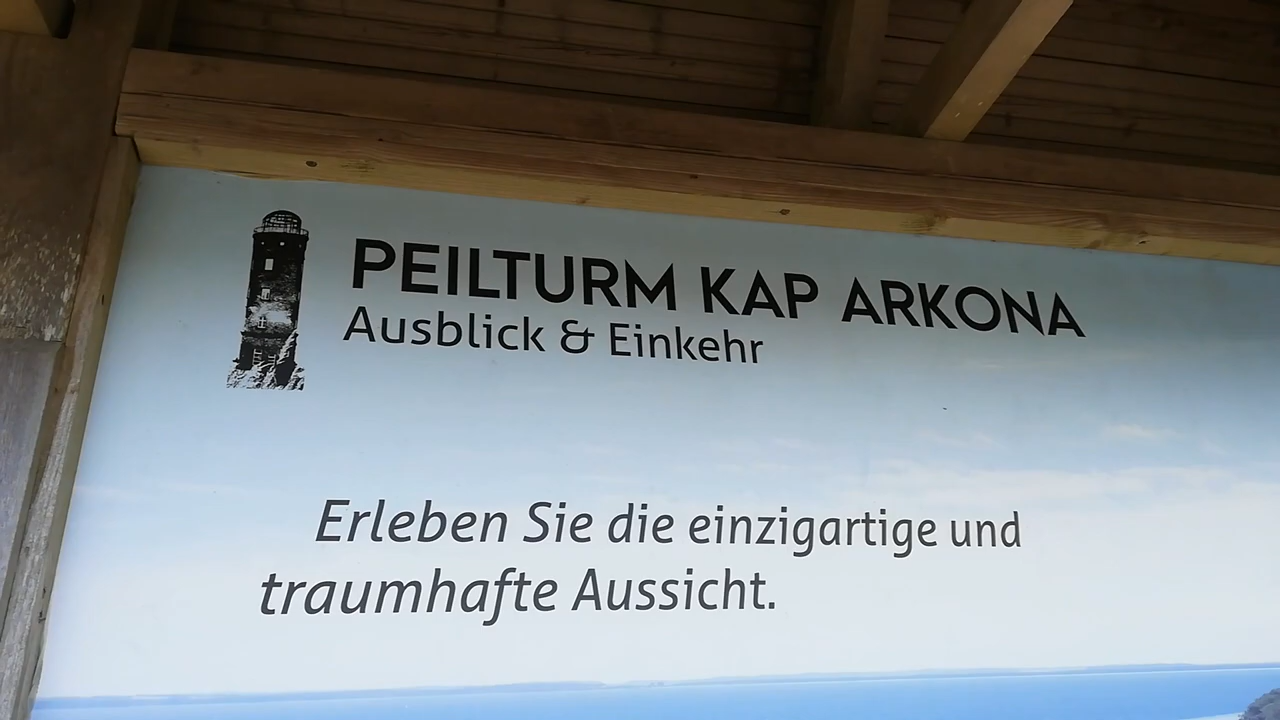 PEILTURM KAP ARKONA
Ausblick & Einkehr
Erleben Sie die einzigartige und
traumhafte Aussicht.